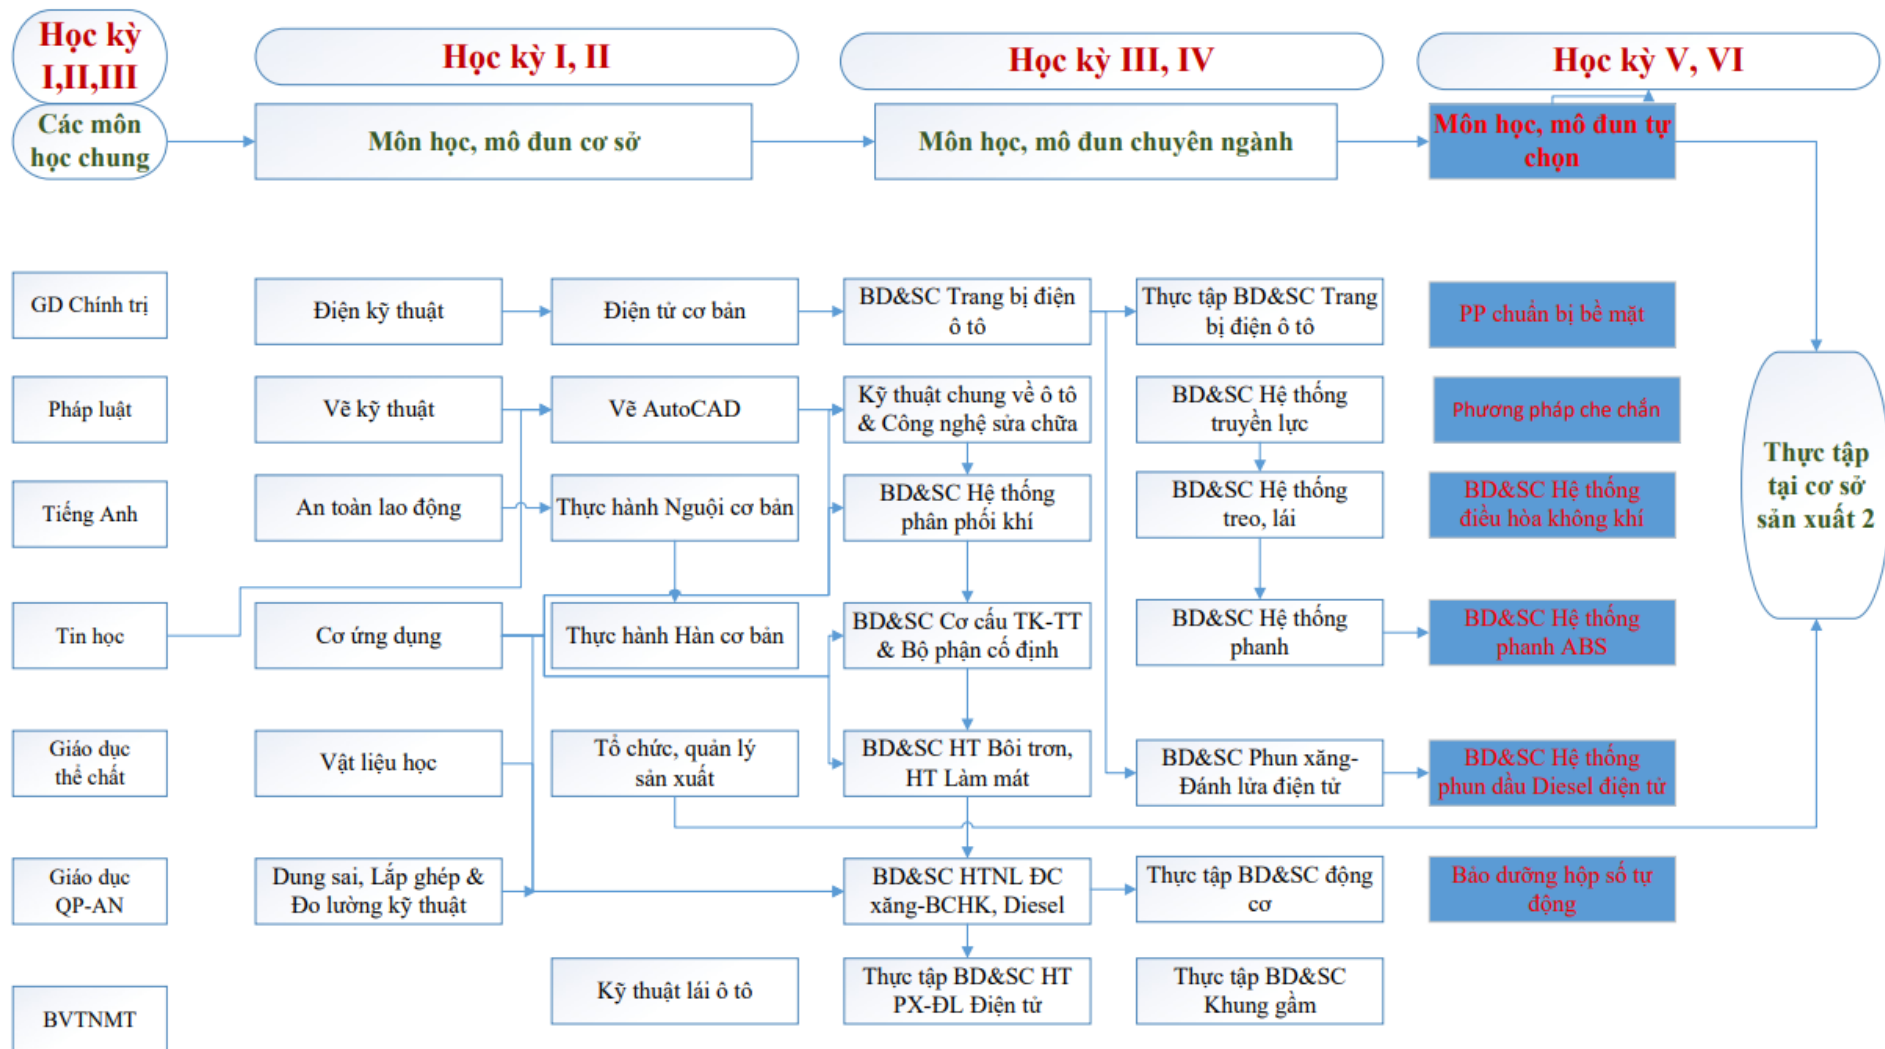 Học kỳ
I,II,III
Học kỳ I, II
Học kỳ III, IV
Học kỳ V, VI
Các môn
học chung
Môn học, mô đun cơ sở
Môn học, mô đun chuyên ngành
Môn học, mô đun tự
chọn
GD Chính trị
Điện kỹ thuật
Điện tử cơ bản
BD&SC Trang bị điện
ô tô
Thực tập BD&SC Trang
bị điện ô tô
PP chuẩn bị bề mặt
Pháp luật
Vẽ kỹ thuật
Vẽ AutoCAD
Kỹ thuật chung về ô tô
& Công nghệ sửa chữa
BD&SC Hệ thống
truyền lực
Phương pháp che chắn
Thực tập
tại cơ sở
sản xuất 2
Tiếng Anh
An toàn lao động
Thực hành Nguội cơ bản
BD&SC Hệ thống
phân phối khí
BD&SC Hệ thống
treo, lái
BD&SC Hệ thống
điều hòa không khí
Tin học
Cơ ứng dụng
Thực hành Hàn cơ bản
BD&SC Cơ cấu TK-TT
& Bộ phận cố định
BD&SC Hệ thống
phanh
BD&SC Hệ thống
phanh ABS
Giáo dục
thể chất
Vật liệu học
Tổ chức, quản lý
sản xuất
BD&SC HT Bôi trơn,
HT Làm mát
BD&SC Phun xăng-
Đánh lửa điện tử
BD&SC Hệ thống
phun dầu Diesel điện tử
Giáo dục
QP-AN
Dung sai, Lắp ghép &
Đo lường kỹ thuật
BD&SC HTNL ĐC
xăng-BCHK, Diesel
Thực tập BD&SC động
cơ
Bảo dưỡng hộp số tự
động
BVTNMT
Kỹ thuật lái ô tô
Thực tập BD&SC HT
PX-ĐL Điện tử
Thực tập BD&SC
Khung gầm